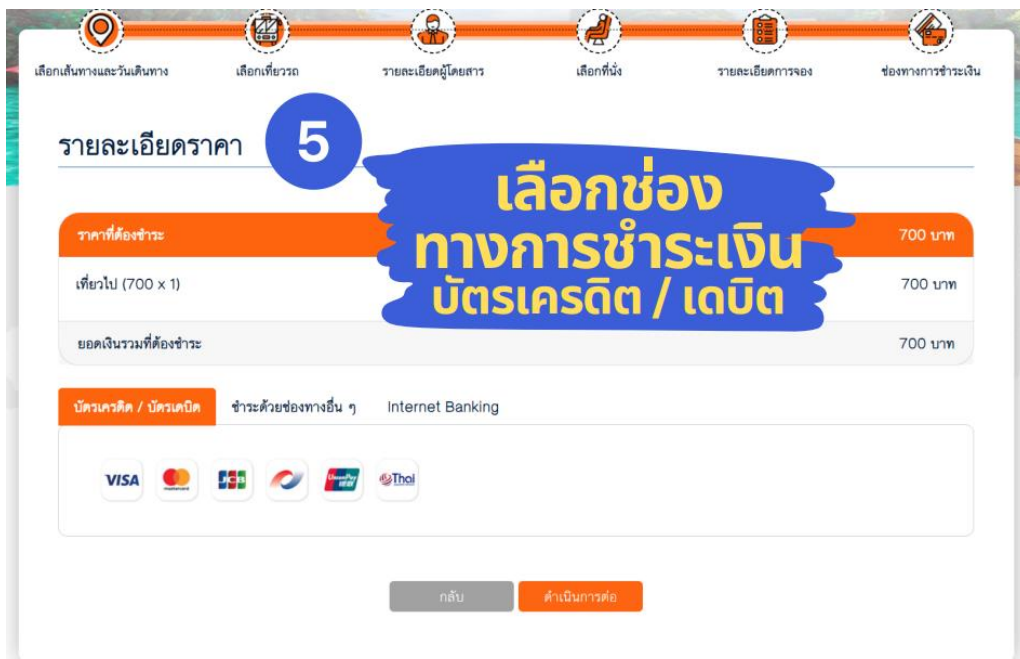 เลือกเส้นทางและวันเดินทาง
เลือกเที่ยวรถ
รายละเอียดผู้โดยสาร
เลือกที่นั่ง
รายละเอียดการจอง
ช่องทางการชำระเงิน
รายละเอียดราคา
5
เลือกช่อง
ทางการชำระเงิน
บัตรเครดิต / เดบิต
ราคาที่ต้องชำระ 700 บาท
เที่ยวไป (700 x 1) 700 บาท
ยอดเงินรวมที่ต้องชำระ 700 บาท
บัตรเครดิต / บัตรเดบิต ชำระด้วยช่องทางอื่น ๆ Internet Banking
VISA mastercard JCB UnionPay Thai
กลับ ดำเนินการต่อ